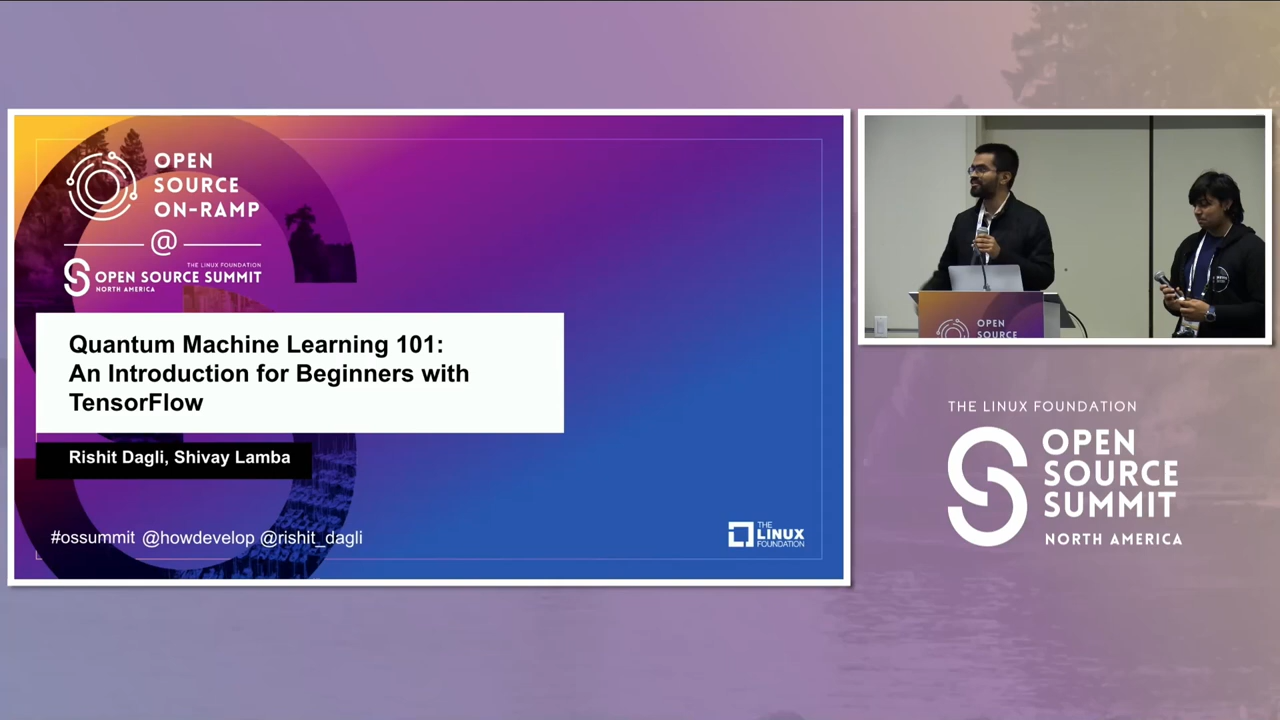 OPEN
SOURCE
ON-RAMP
@
THE LINUX FOUNDATION
OPEN SOURCE SUMMIT
NORTH AMERICA
Quantum Machine Learning 101:
An Introduction for Beginners with
TensorFlow
Rishit Dagli, Shivay Lamba
#ossummit @howdevelop @rishit_dagli
THE
LINUX
FOUNDATION
OPEN
SOURCE
THE LINUX FOUNDATION
OPEN
SOURCE
SUMMIT
NORTH AMERICA